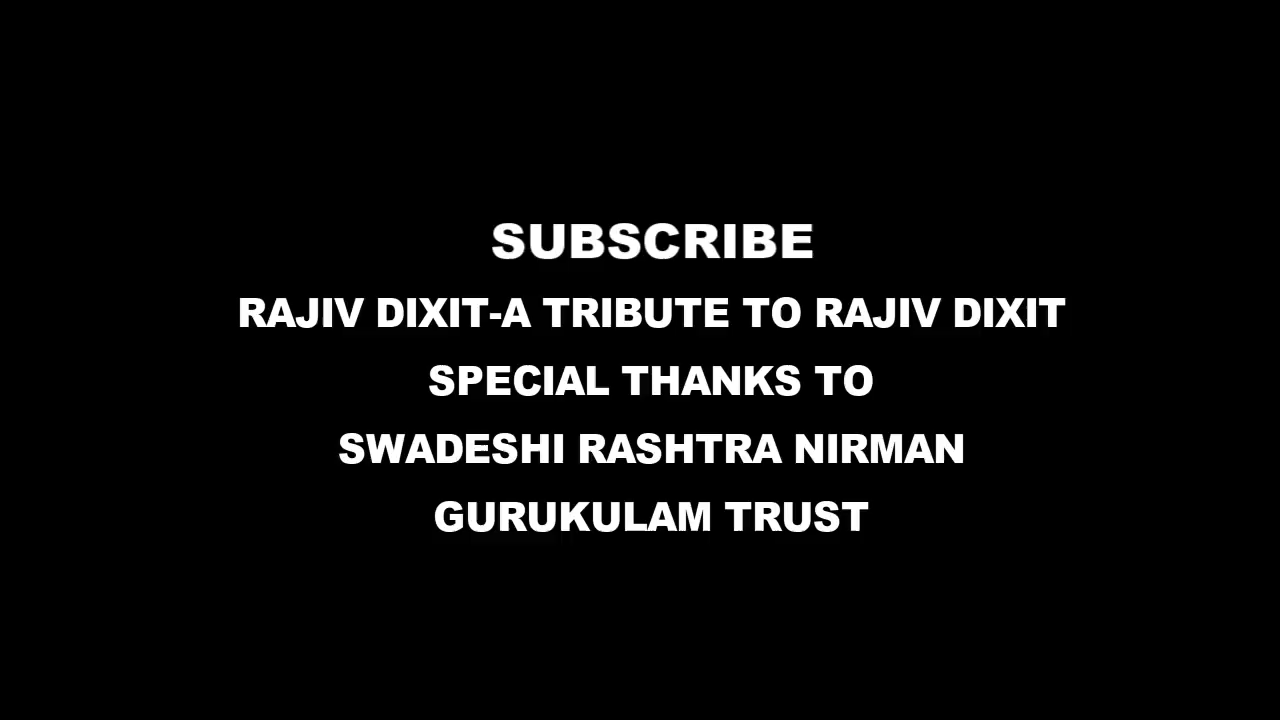 SUBSCRIBE
RAJIV DIXIT-A TRIBUTE TO RAJIV DIXIT
SPECIAL THANKS TO
SWADESHI RASHTRA NIRMAN
GURUKULAM TRUST